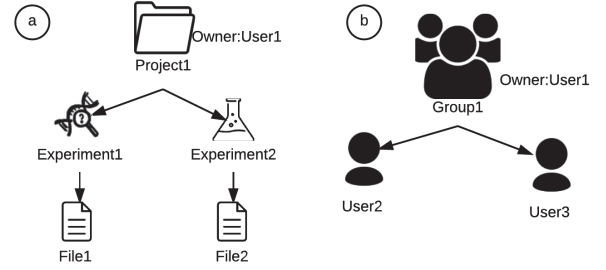 a
Owner:User1
Project1
?
Experiment1
Experiment2
File1
File2
b
Owner:User1
Group1
User2
User3